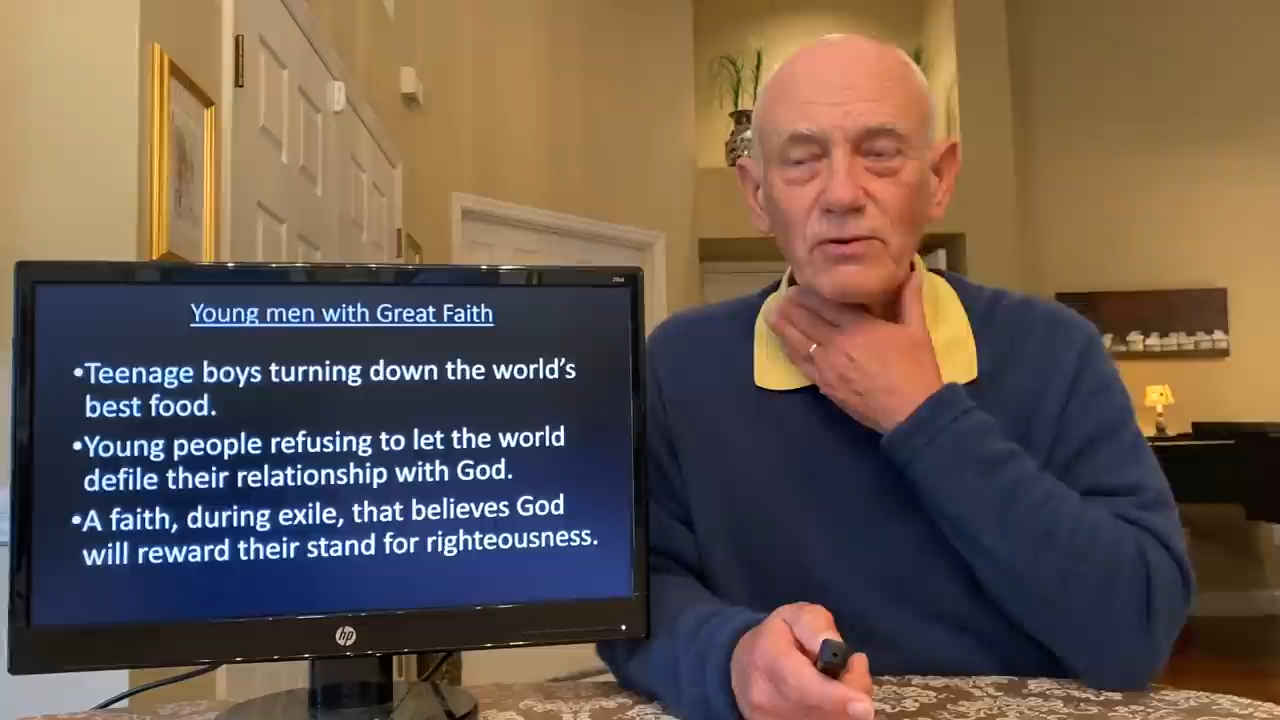 Young men with Great Faith
•Teenage boys turning down the world's
best food.
•Young people refusing to let the world
defile their relationship with God.
•A faith, during exile, that believes God
will reward their stand for righteousness.
hp